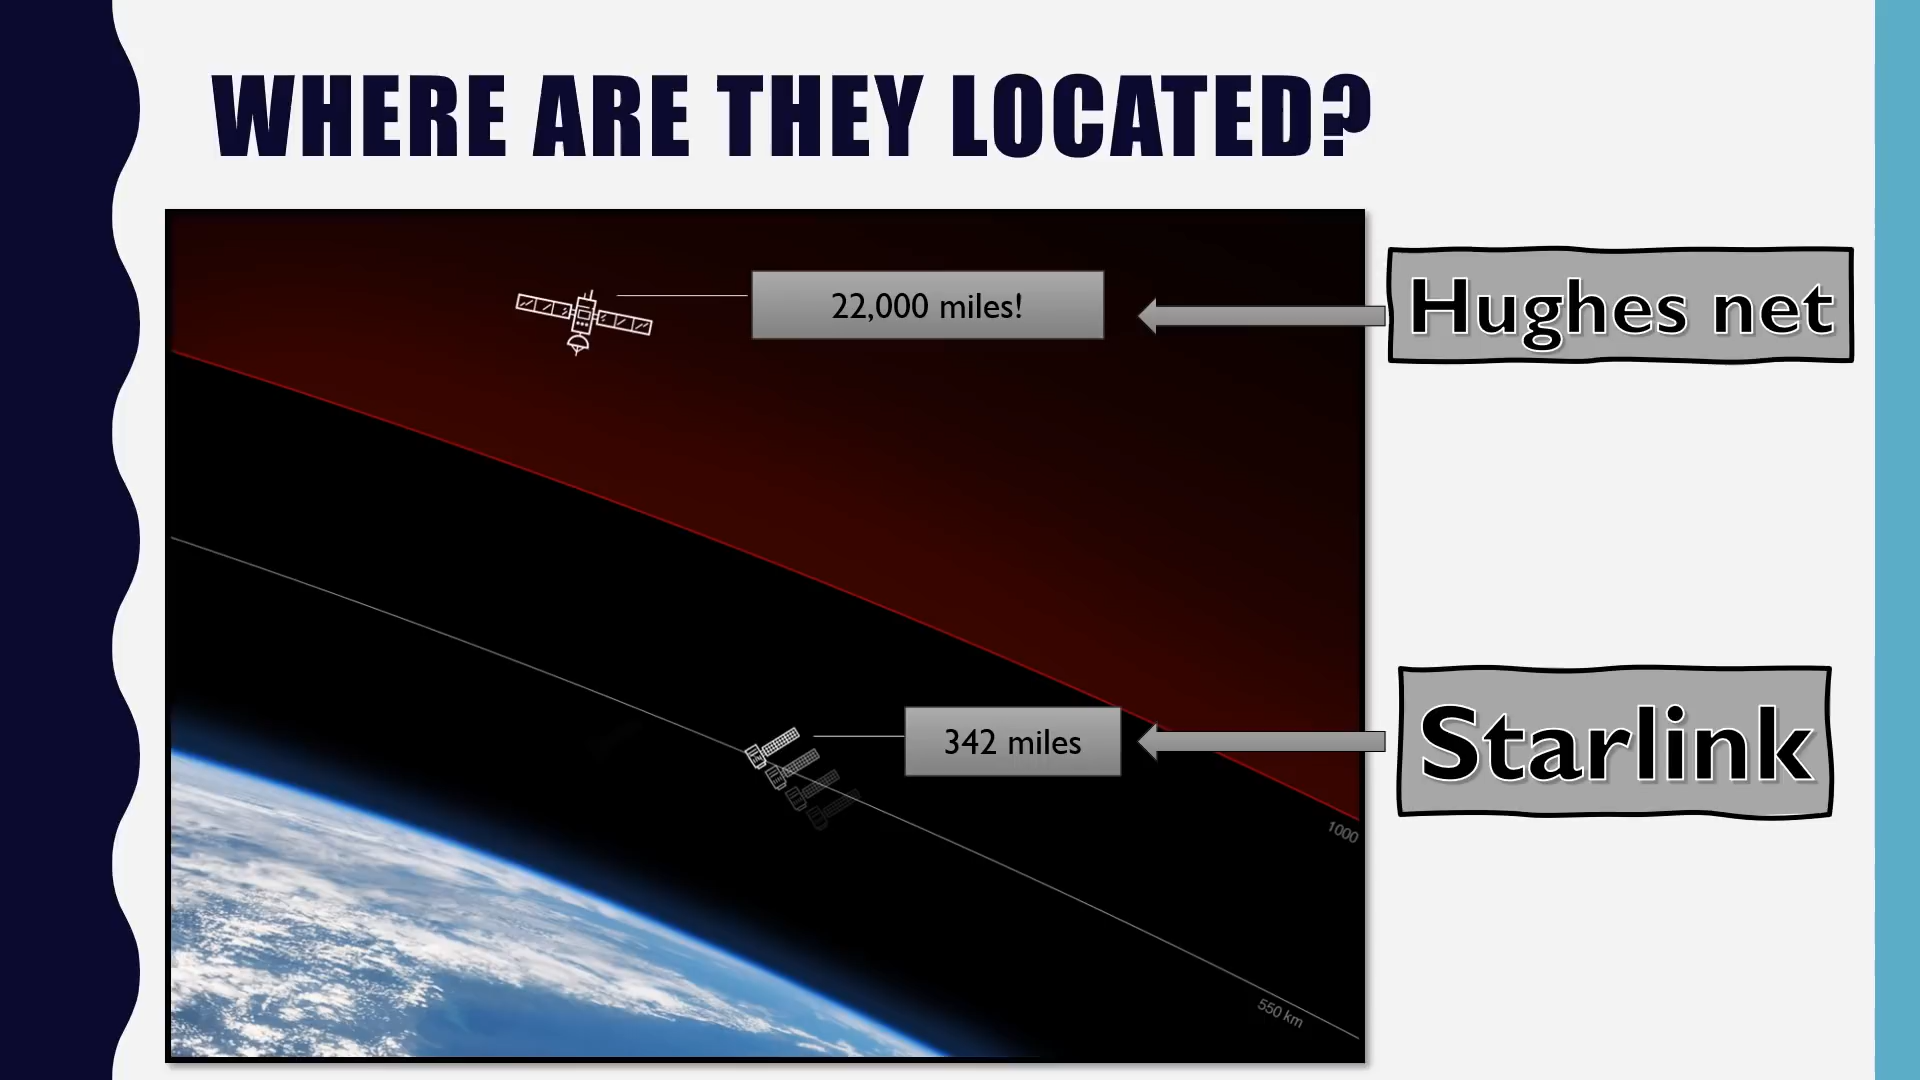 WHERE ARE THEY LOCATED?
22,000 miles!
Hughes net
342 miles
Starlink
1000
550 km